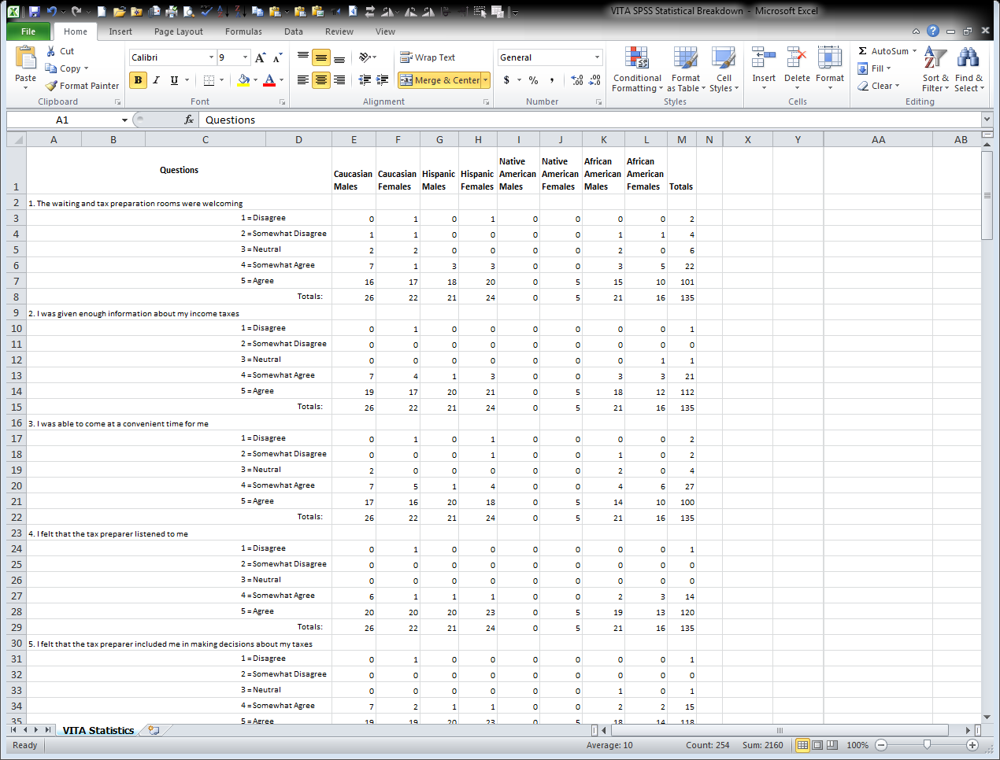 VITA SPSS Statistical Breakdown - Microsoft Excel
File Home Insert Page Layout Formulas Data Review View
Paste Cut Copy Format Painter Clipboard
Calibri 9 B I U A Font
Wrap Text Merge & Center Alignment
General $ % , .00 Number
Conditional Formatting Format as Table Cell Styles Styles
Insert Delete Format Cells
Σ AutoSum Fill Clear Sort & Filter Find & Select Editing
A1 fx Questions
A B C D E F G H I J K L M N X Y AA AB
1 Questions Caucasian Males Caucasian Females Hispanic Males Hispanic Females Native American Males Native American Females African American Males African American Females Totals
2 1. The waiting and tax preparation rooms were welcoming
3 1 = Disagree 0 1 0 1 0 0 0 0 2
4 2 = Somewhat Disagree 1 1 0 0 0 0 1 1 4
5 3 = Neutral 2 2 0 0 0 0 2 0 6
6 4 = Somewhat Agree 7 1 3 3 0 0 3 5 22
7 5 = Agree 16 17 18 20 0 5 15 10 101
8 Totals: 26 22 21 24 0 5 21 16 135
9 2. I was given enough information about my income taxes
10 1 = Disagree 0 1 0 0 0 0 0 0 1
11 2 = Somewhat Disagree 0 0 0 0 0 0 0 0 0
12 3 = Neutral 0 0 0 0 0 0 0 1 1
13 4 = Somewhat Agree 7 4 1 3 0 0 3 3 21
14 5 = Agree 19 17 20 21 0 5 18 12 112
15 Totals: 26 22 21 24 0 5 21 16 135
16 3. I was able to come at a convenient time for me
17 1 = Disagree 0 1 0 1 0 0 0 0 2
18 2 = Somewhat Disagree 0 0 0 1 0 0 1 0 2
19 3 = Neutral 2 0 0 0 0 0 2 0 4
20 4 = Somewhat Agree 7 5 1 4 0 0 4 6 27
21 5 = Agree 17 16 20 18 0 5 14 10 100
22 Totals: 26 22 21 24 0 5 21 16 135
23 4. I felt that the tax preparer listened to me
24 1 = Disagree 0 1 0 0 0 0 0 0 1
25 2 = Somewhat Disagree 0 0 0 0 0 0 0 0 0
26 3 = Neutral 0 0 0 0 0 0 0 0 0
27 4 = Somewhat Agree 6 1 1 1 0 0 2 3 14
28 5 = Agree 20 20 20 23 0 5 19 13 120
29 Totals: 26 22 21 24 0 5 21 16 135
30 5. I felt that the tax preparer included me in making decisions about my taxes
31 1 = Disagree 0 1 0 0 0 0 0 0 1
32 2 = Somewhat Disagree 0 0 0 0 0 0 0 0 0
33 3 = Neutral 0 0 0 0 0 0 1 0 1
34 4 = Somewhat Agree 7 2 1 1 0 0 2 2 15
35 5 = Agree 19 19 20 23 0 5 18 14 118
VITA Statistics
Ready Average: 10 Count: 254 Sum: 2160 100%